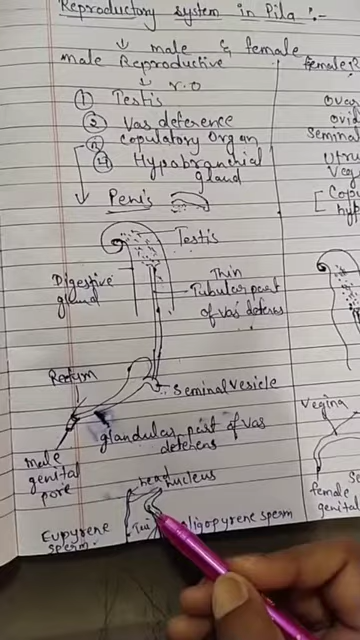 Reproductory system in Pila :-
↓ male & female
male Reproductive
↓ r.o
① Testis
② Vas deference
③ Copulatory Organ
④ Hypobranchial
gland
Penis
Testis
Digestive
gland
Thin
Tubular part
of vas deferens
Rectum
Seminal vesicle
glandular part of vas
deferens
male
genital
pore
head
nucleus
Eupyrene
sperm.
oligopyrene sperm
female
Vagina
female
genital